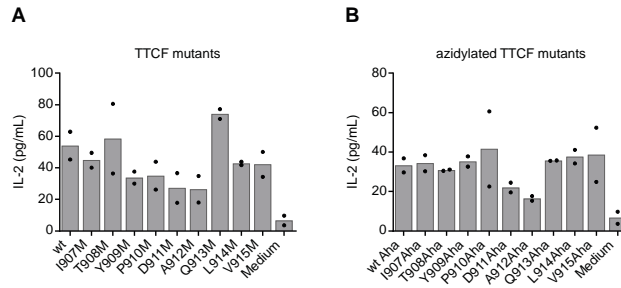 A
TTCF mutants
IL-2 (pg/mL)
100
80
60
40
20
0
wt
I907M
T908M
Y909M
P910M
D911M
A912M
Q913M
L914M
V915M
Medium
B
azidylated TTCF mutants
IL-2 (pg/mL)
80
60
40
20
0
wt Aha
I907Aha
T908Aha
Y909Aha
P910Aha
D911Aha
A912Aha
Q913Aha
L914Aha
V915Aha
Medium